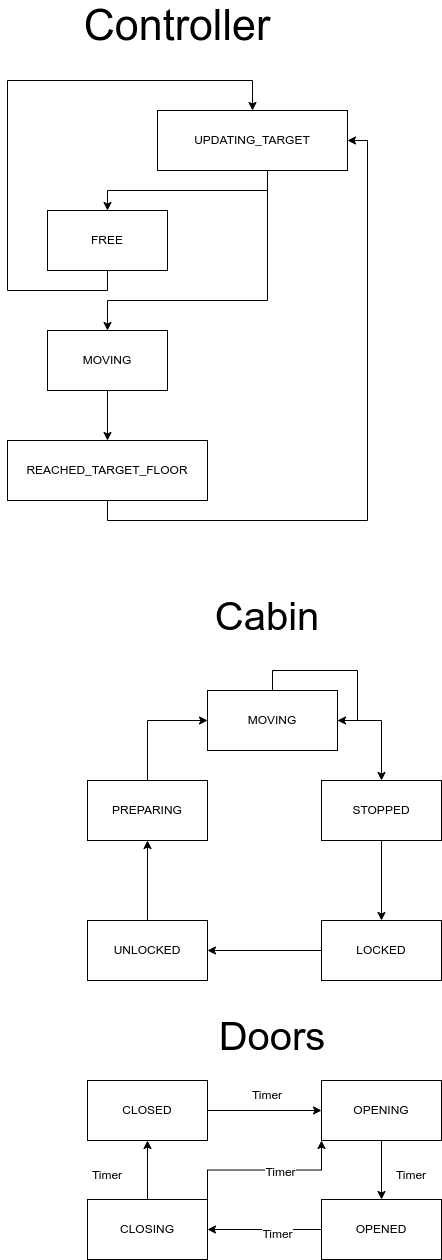 Controller
UPDATING_TARGET
FREE
MOVING
REACHED_TARGET_FLOOR
Cabin
MOVING
PREPARING
STOPPED
UNLOCKED
LOCKED
Doors
CLOSED
Timer
OPENING
Timer
Timer
Timer
CLOSING
Timer
OPENED